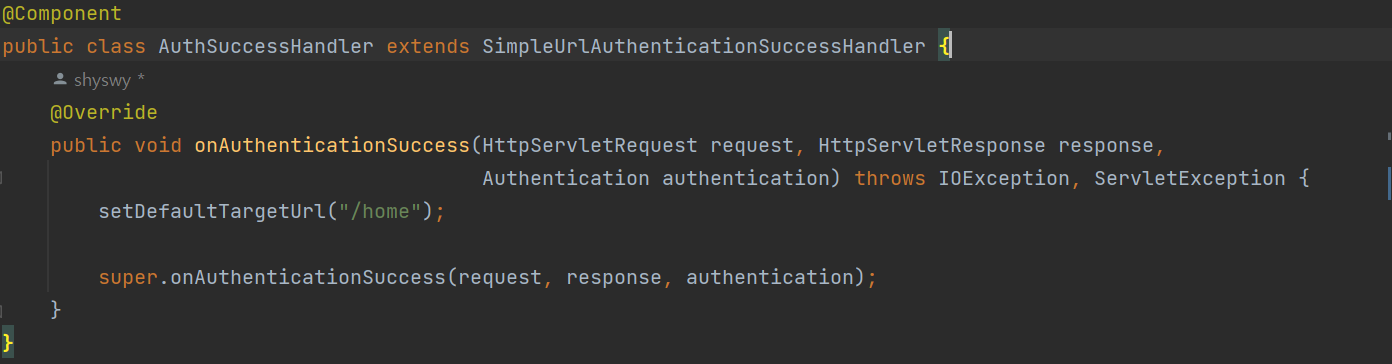 @Component
public class AuthSuccessHandler extends SimpleUrlAuthenticationSuccessHandler {
shyswy *
@Override
public void onAuthenticationSuccess(HttpServletRequest request, HttpServletResponse response,
Authentication authentication) throws IOException, ServletException {
setDefaultTargetUrl("/home");
super.onAuthenticationSuccess(request, response, authentication);
}
}